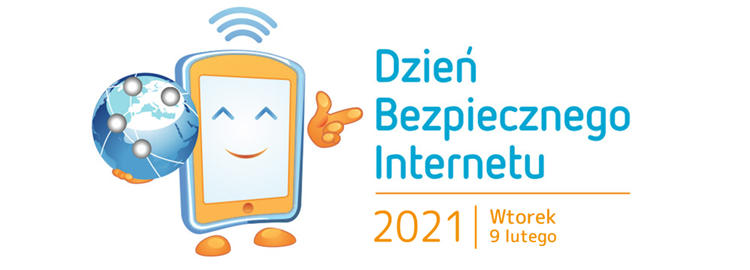 Dzień
Bezpiecznego
Internetu
2021
Wtorek
9 lutego